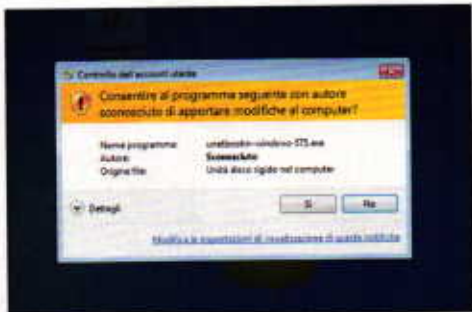 Controllo dell'account utente
Consentire al programma seguente con autore
sconosciuto di apportare modifiche al computer?
Nome programma: unetbootin-windows-575.exe
Autore: Sconosciuto
Origine file: Unità disco rigido nel computer
Dettagli
Sì
No
Modifica le impostazioni di visualizzazione di queste notifiche